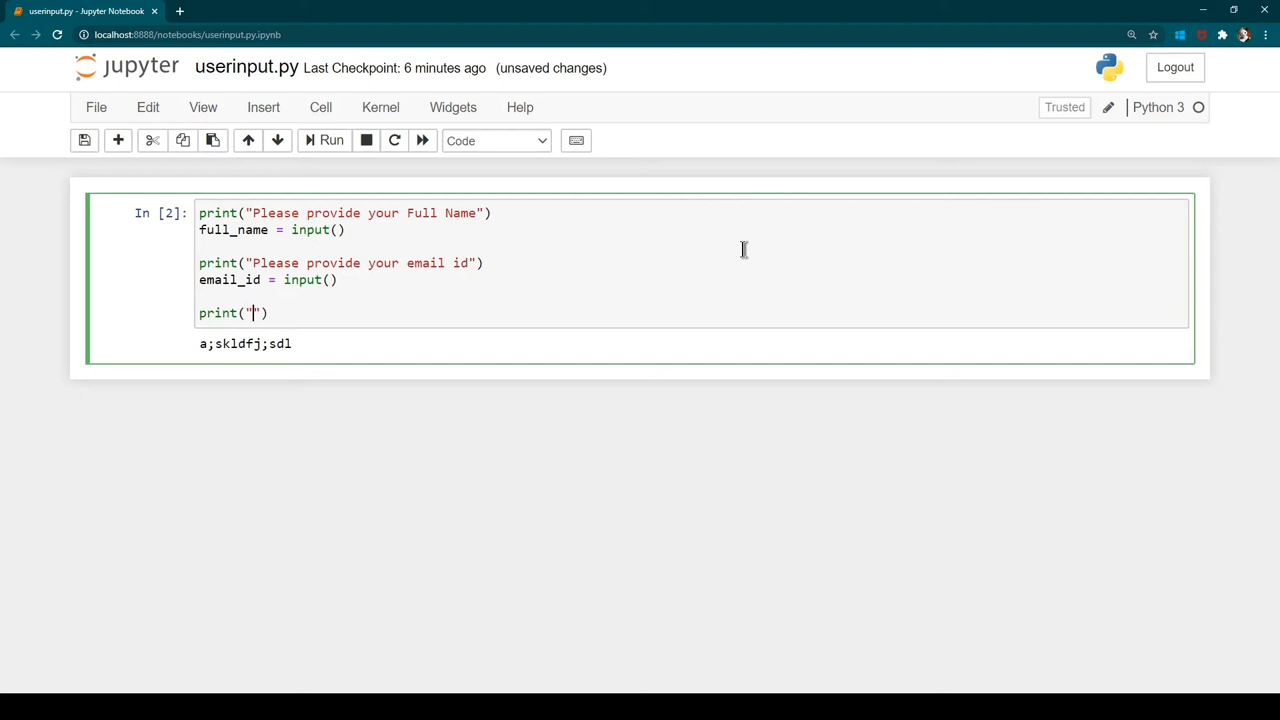 userinput.py - Jupyter Notebook
localhost:8888/notebooks/userinput.py.ipynb
jupyter userinput.py Last Checkpoint: 6 minutes ago (unsaved changes) Logout
File Edit View Insert Cell Kernel Widgets Help Trusted Python 3
Run Code
In [2]: print("Please provide your Full Name")
full_name = input()
print("Please provide your email id")
email_id = input()
print("")
a;skldfj;sdl